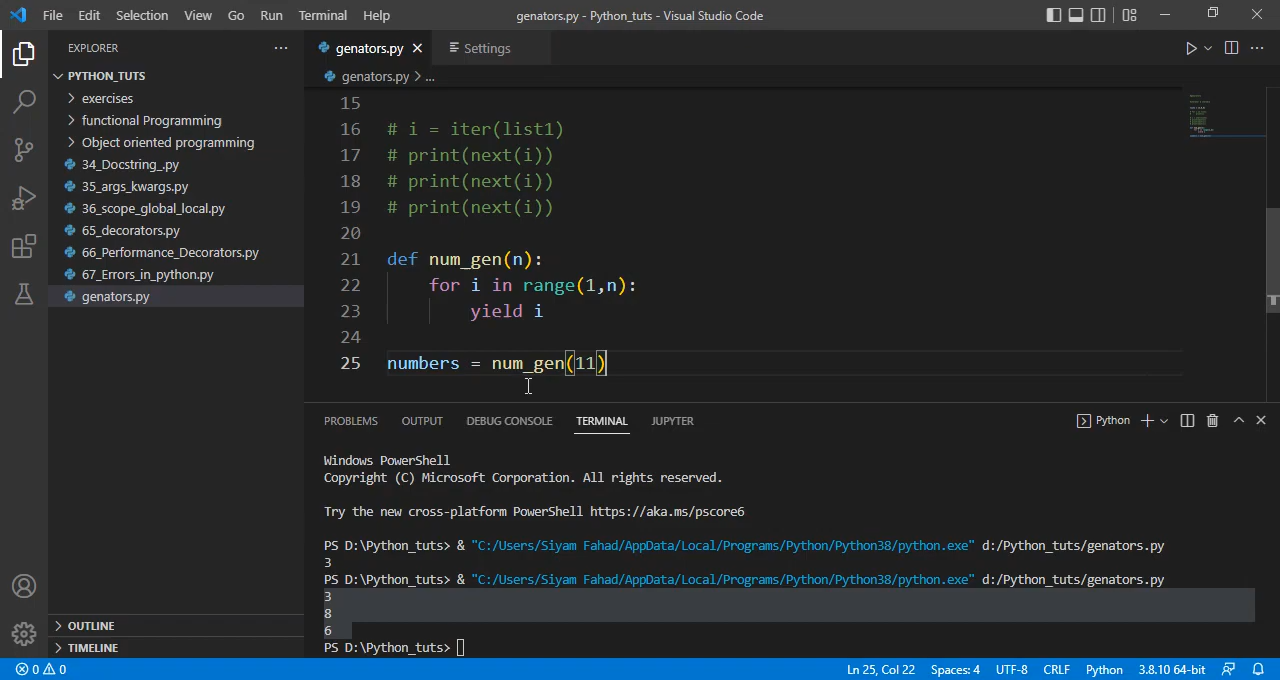 File Edit Selection View Go Run Terminal Help genators.py - Python_tuts - Visual Studio Code
EXPLORER
PYTHON_TUTS
exercises
functional Programming
Object oriented programming
34_Docstring_.py
35_args_kwargs.py
36_scope_global_local.py
65_decorators.py
66_Performance_Decorators.py
67_Errors_in_python.py
genators.py
OUTLINE
TIMELINE
genators.py Settings
genators.py > ...
15
16 # i = iter(list1)
17 # print(next(i))
18 # print(next(i))
19 # print(next(i))
20
21 def num_gen(n):
22 for i in range(1,n):
23 yield i
24
25 numbers = num_gen(11)
PROBLEMS OUTPUT DEBUG CONSOLE TERMINAL JUPYTER Python
Windows PowerShell
Copyright (C) Microsoft Corporation. All rights reserved.
Try the new cross-platform PowerShell https://aka.ms/pscore6
PS D:\Python_tuts> & "C:/Users/Siyam Fahad/AppData/Local/Programs/Python/Python38/python.exe" d:/Python_tuts/genators.py
3
PS D:\Python_tuts> & "C:/Users/Siyam Fahad/AppData/Local/Programs/Python/Python38/python.exe" d:/Python_tuts/genators.py
3
8
6
PS D:\Python_tuts>
0 0 Ln 25, Col 22 Spaces: 4 UTF-8 CRLF Python 3.8.10 64-bit